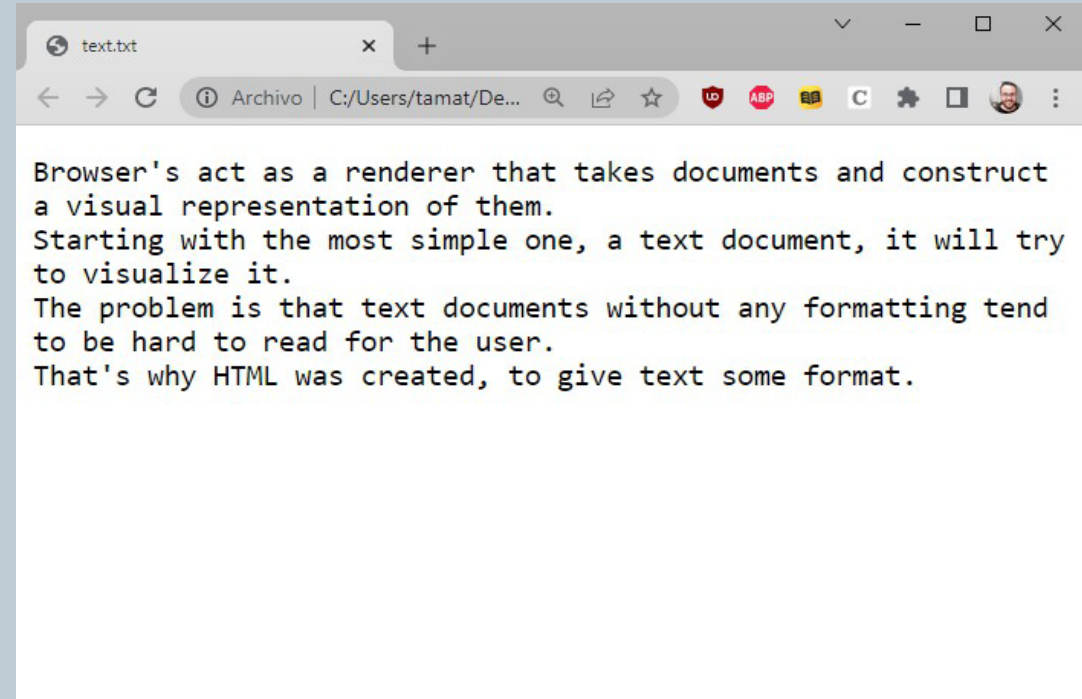 text.txt
Archivo | C:/Users/tamat/De...
UD
ABP
C
Browser's act as a renderer that takes documents and construct
a visual representation of them.
Starting with the most simple one, a text document, it will try
to visualize it.
The problem is that text documents without any formatting tend
to be hard to read for the user.
That's why HTML was created, to give text some format.